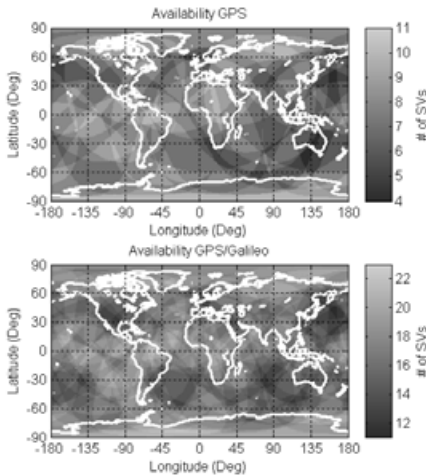 Availability GPS
90
60
30
0
-30
-60
-90
Latitude (Deg)
-180 -135 -90 -45 0 45 90 135 180
Longitude (Deg)
11
10
9
8
7
6
5
4
# of SVs
Availability GPS/Galileo
90
60
30
0
-30
-60
-90
Latitude (Deg)
-180 -135 -90 -45 0 45 90 135 180
Longitude (Deg)
22
20
18
16
14
12
# of SVs